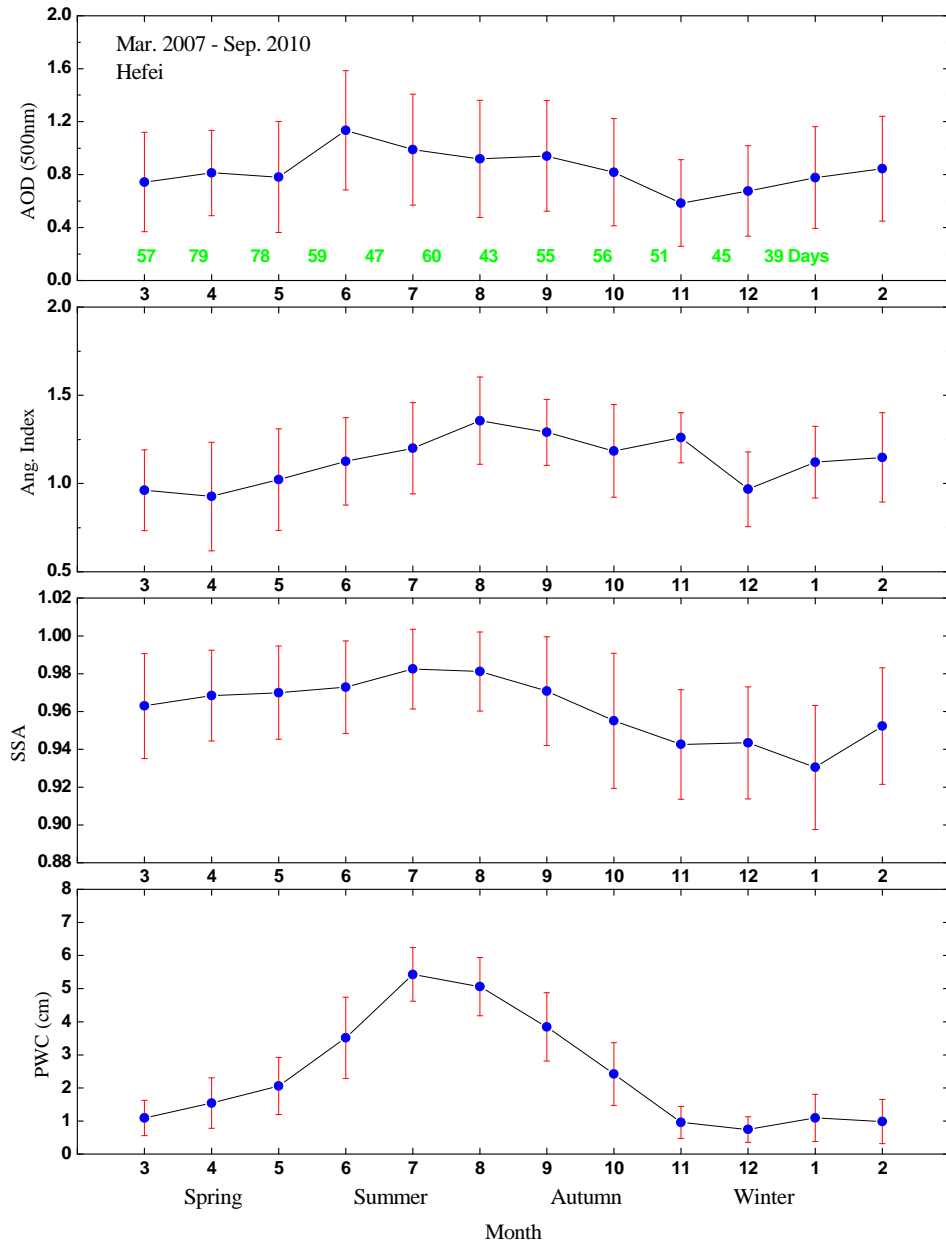 2.0
Mar. 2007 - Sep. 2010
Hefei
1.6
1.2
0.8
0.4
0.0
AOD (500nm)
57 79 78 59 47 60 43 55 56 51 45 39 Days
3 4 5 6 7 8 9 10 11 12 1 2
2.0
1.5
1.0
0.5
Ang. Index
3 4 5 6 7 8 9 10 11 12 1 2
1.02
1.00
0.98
0.96
0.94
0.92
0.90
0.88
SSA
3 4 5 6 7 8 9 10 11 12 1 2
8
7
6
5
4
3
2
1
0
PWC (cm)
3 4 5 6 7 8 9 10 11 12 1 2
Spring Summer Autumn Winter
Month